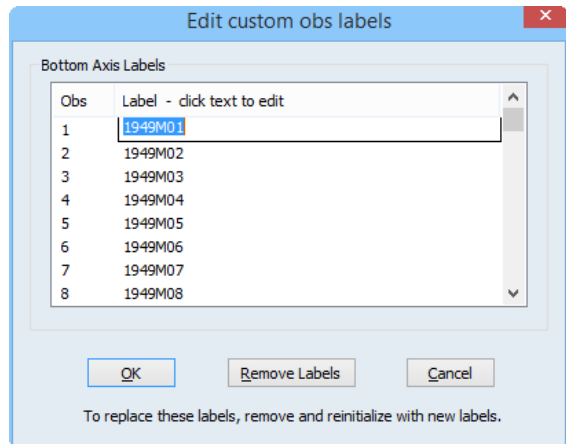 Edit custom obs labels
Bottom Axis Labels
Obs Label - click text to edit
1 1949M01
2 1949M02
3 1949M03
4 1949M04
5 1949M05
6 1949M06
7 1949M07
8 1949M08
OK Remove Labels Cancel
To replace these labels, remove and reinitialize with new labels.